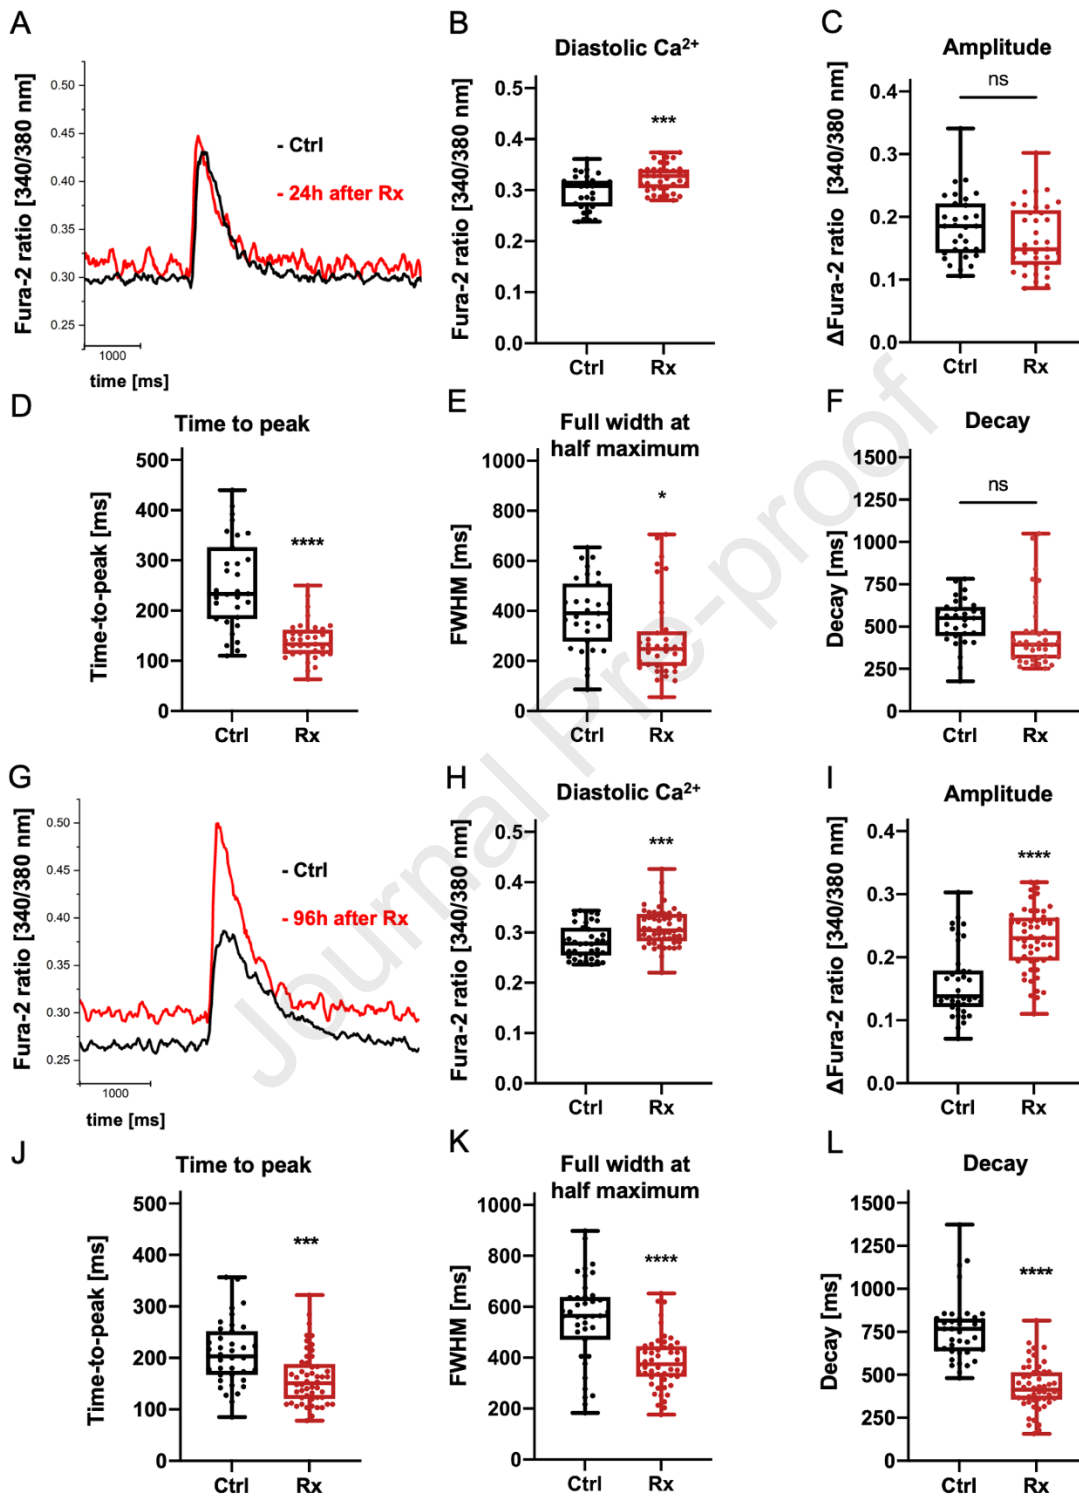 A
Fura-2 ratio [340/380 nm]
0.50
0.45
0.40
0.35
0.30
0.25
- Ctrl
- 24h after Rx
1000
time [ms]
B
Diastolic Ca²⁺
Fura-2 ratio [340/380 nm]
0.5
0.4
0.3
0.2
0.1
0.0
***
Ctrl
Rx
C
Amplitude
ΔFura-2 ratio [340/380 nm]
0.4
0.3
0.2
0.1
0.0
ns
Ctrl
Rx
D
Time to peak
Time-to-peak [ms]
500
400
300
200
100
0
****
Ctrl
Rx
E
Full width at
half maximum
FWHM [ms]
1000
800
600
400
200
0
*
Ctrl
Rx
F
Decay
Decay [ms]
1500
1250
1000
750
500
250
0
ns
Ctrl
Rx
G
Fura-2 ratio [340/380 nm]
0.50
0.45
0.40
0.35
0.30
0.25
- Ctrl
- 96h after Rx
1000
time [ms]
H
Diastolic Ca²⁺
Fura-2 ratio [340/380 nm]
0.5
0.4
0.3
0.2
0.1
0.0
***
Ctrl
Rx
I
Amplitude
ΔFura-2 ratio [340/380 nm]
0.4
0.3
0.2
0.1
0.0
****
Ctrl
Rx
J
Time to peak
Time-to-peak [ms]
500
400
300
200
100
0
***
Ctrl
Rx
K
Full width at
half maximum
FWHM [ms]
1000
800
600
400
200
0
****
Ctrl
Rx
L
Decay
Decay [ms]
1500
1250
1000
750
500
250
0
****
Ctrl
Rx
Journal Pre-proof